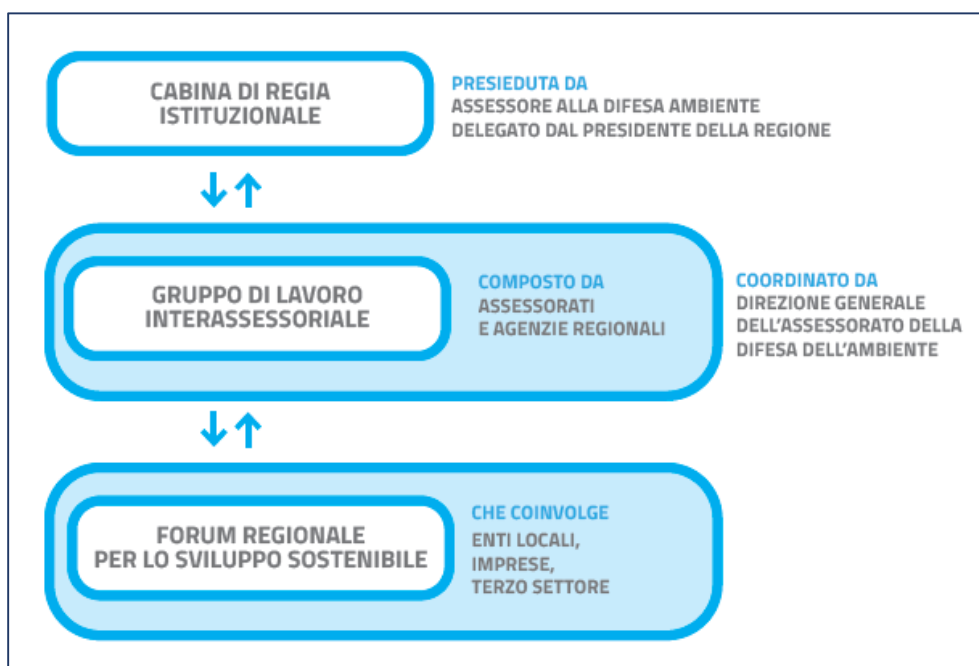 CABINA DI REGIA
ISTITUZIONALE
PRESIEDUTA DA
ASSESSORE ALLA DIFESA AMBIENTE
DELEGATO DAL PRESIDENTE DELLA REGIONE
GRUPPO DI LAVORO
INTERASSESSORIALE
COMPOSTO DA
ASSESSORATI
E AGENZIE REGIONALI
COORDINATO DA
DIREZIONE GENERALE
DELL'ASSESSORATO DELLA
DIFESA DELL'AMBIENTE
FORUM REGIONALE
PER LO SVILUPPO SOSTENIBILE
CHE COINVOLGE
ENTI LOCALI,
IMPRESE,
TERZO SETTORE